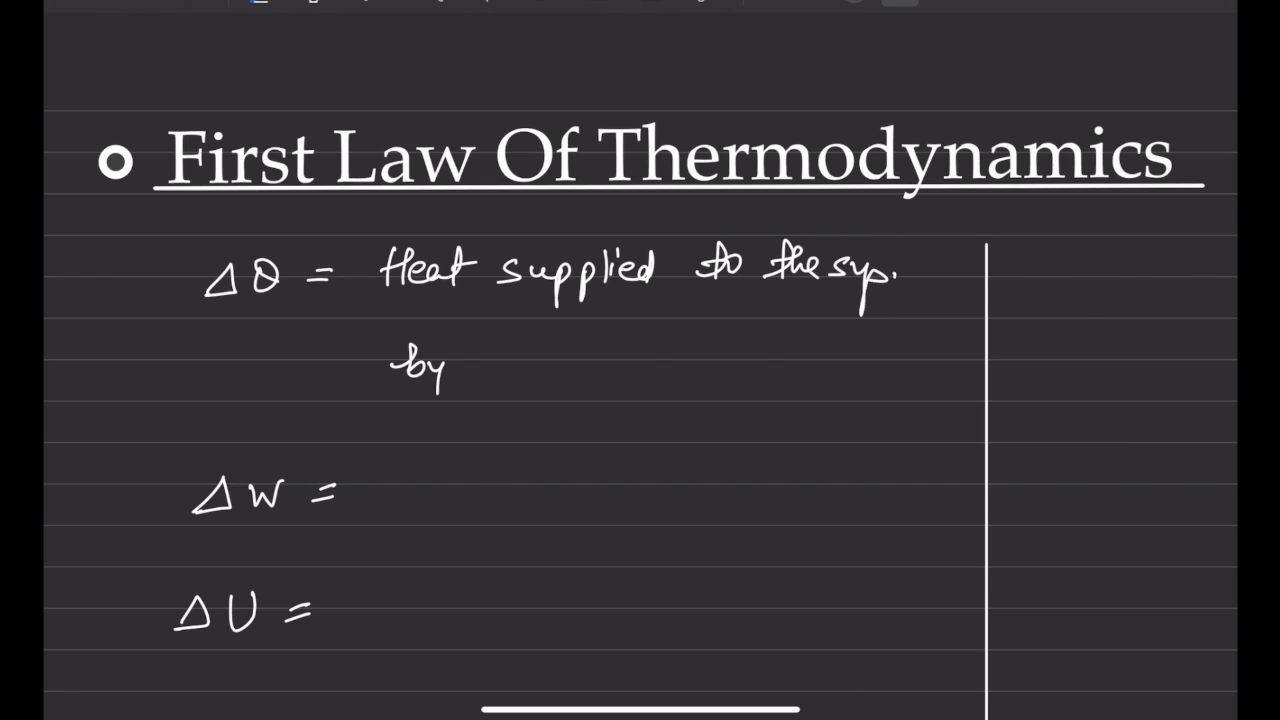 First Law Of Thermodynamics
ΔQ = Heat supplied to the sys.
by
ΔW =
ΔU =